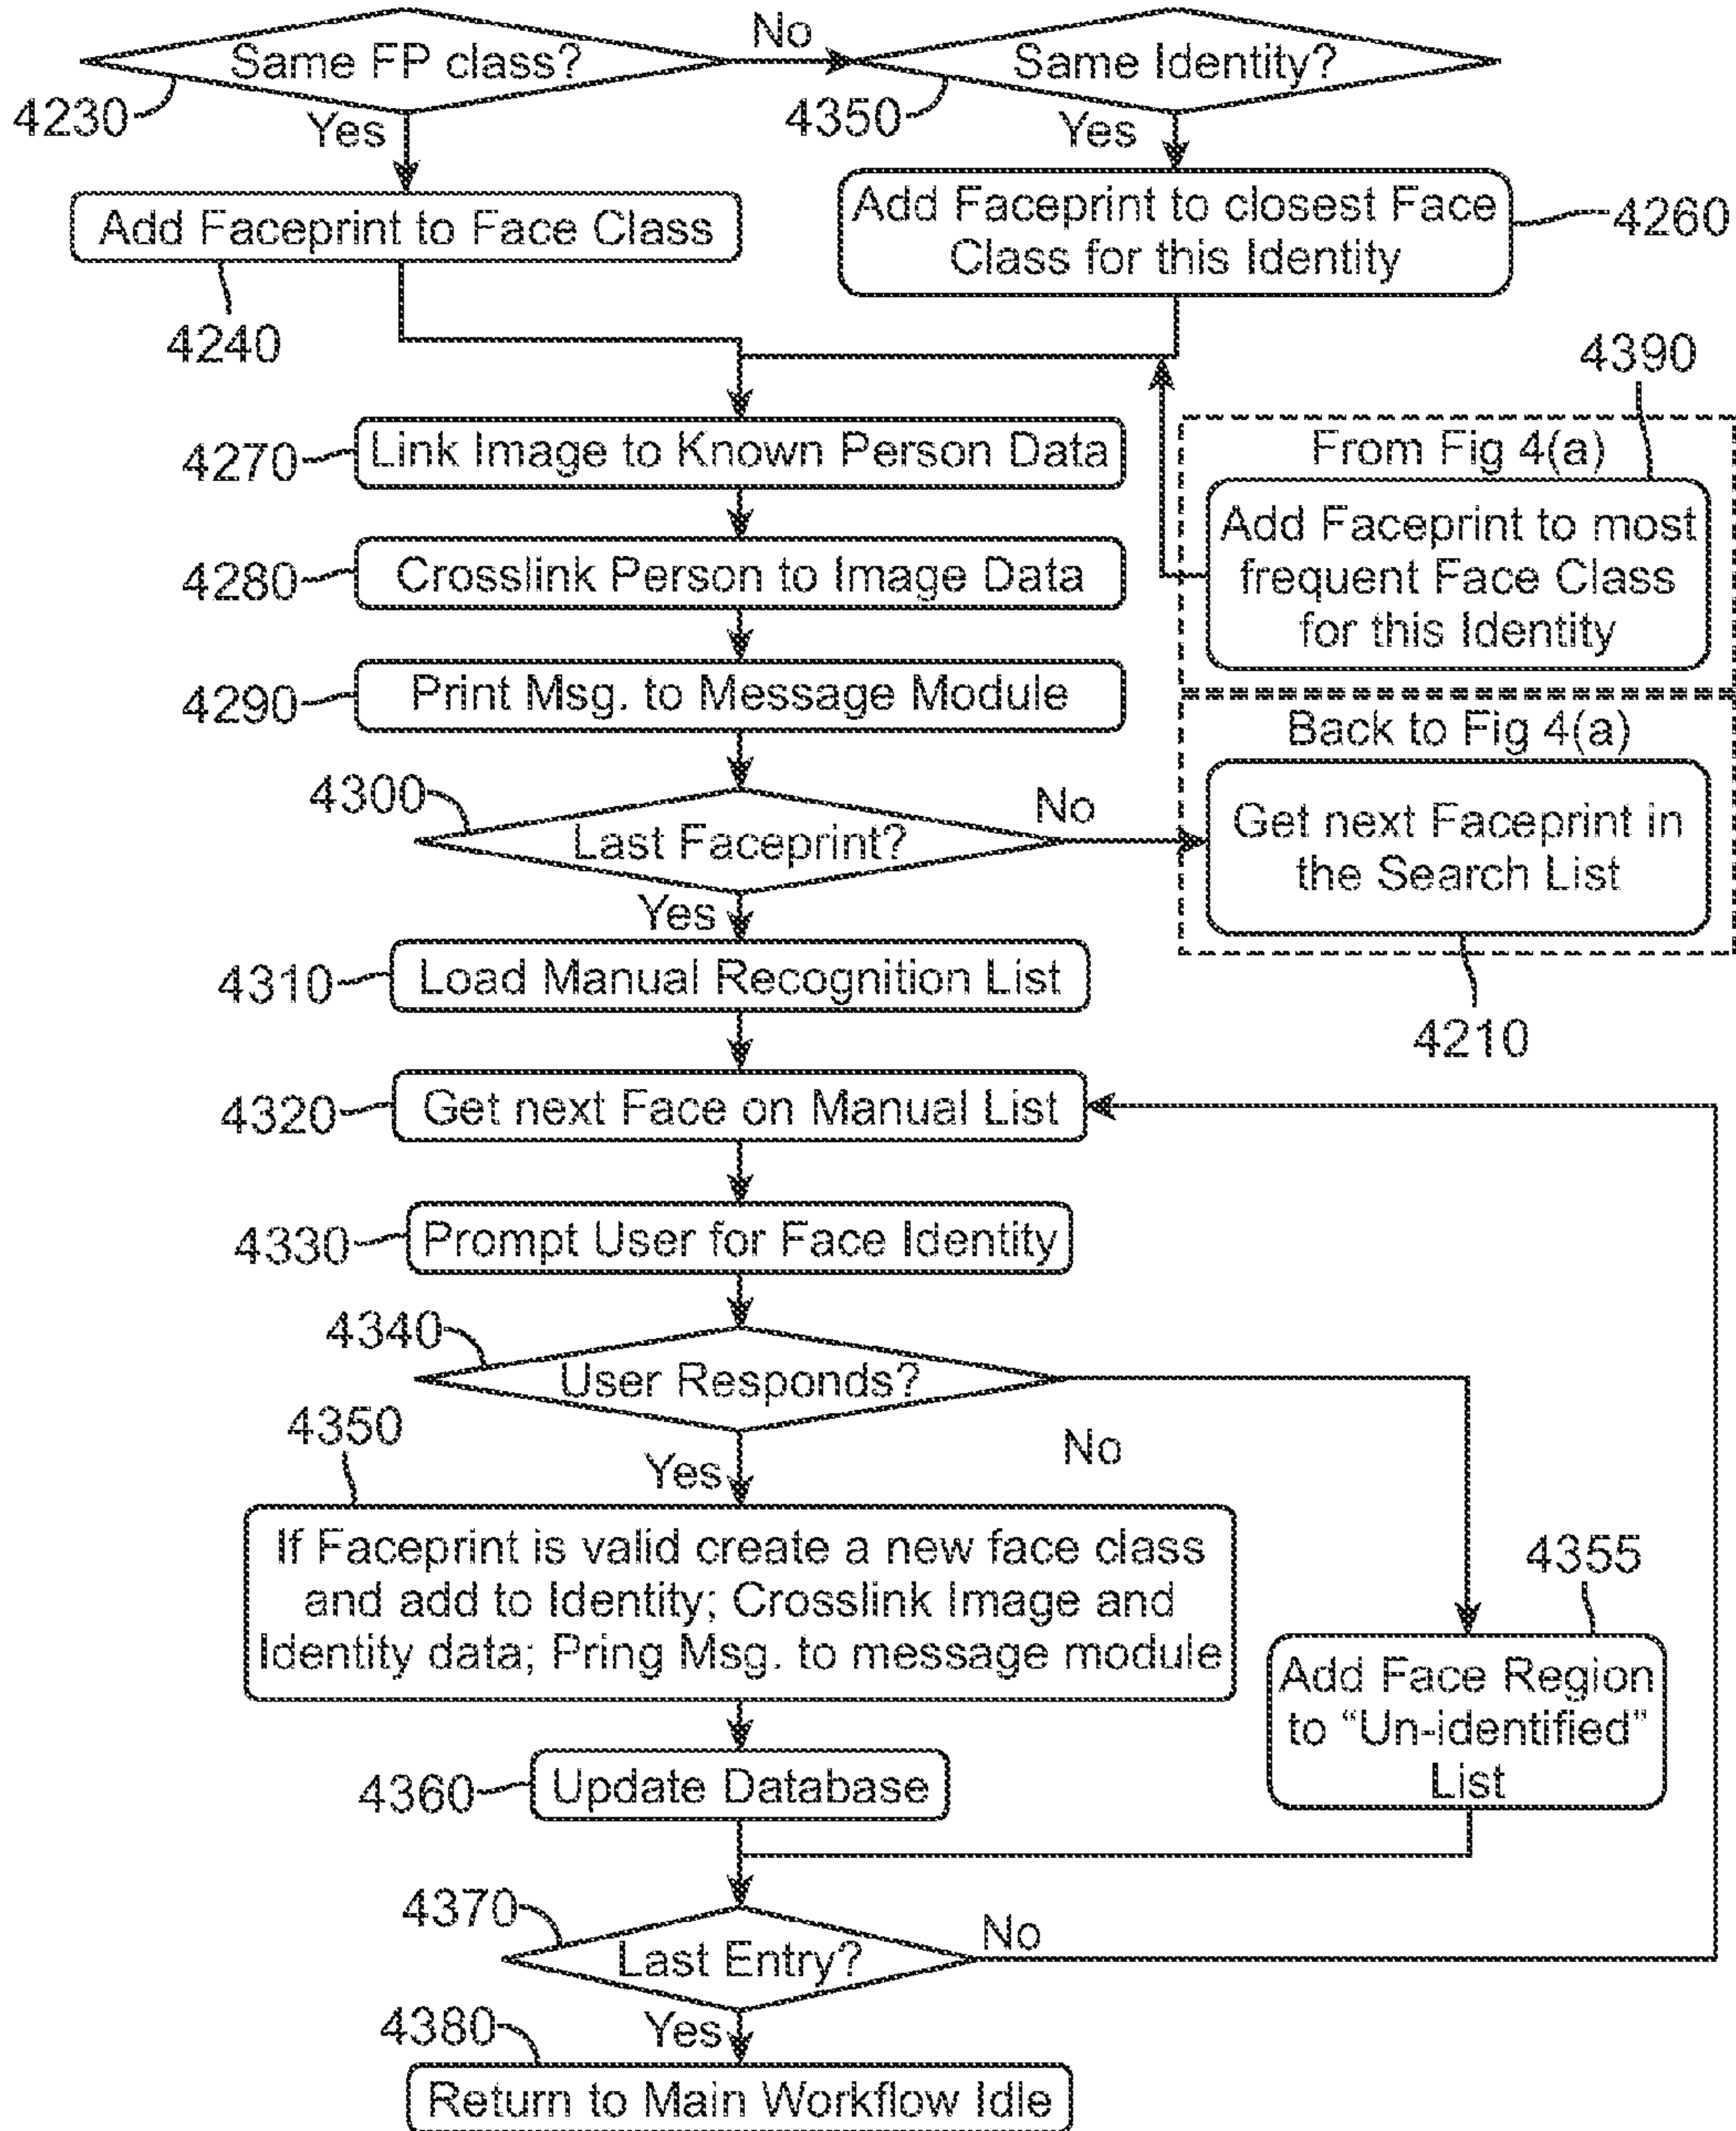 Same FP class?
No
Same Identity?
4230
Yes
4350
Yes
Add Faceprint to Face Class
4240
Add Faceprint to closest Face
Class for this Identity
4260
4390
From Fig 4(a)
Add Faceprint to most
frequent Face Class
for this Identity
4270
Link Image to Known Person Data
4280
Crosslink Person to Image Data
4290
Print Msg. to Message Module
Back to Fig 4(a)
Get next Faceprint in
the Search List
4210
4300
Last Faceprint?
No
Yes
4310
Load Manual Recognition List
4320
Get next Face on Manual List
4330
Prompt User for Face Identity
4340
User Responds?
No
Yes
4350
If Faceprint is valid create a new face class
and add to Identity; Crosslink Image and
Identity data; Pring Msg. to message module
4355
Add Face Region
to “Un-identified”
List
4360
Update Database
4370
Last Entry?
No
Yes
4380
Return to Main Workflow Idle